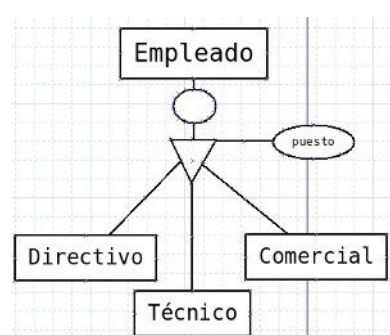 Empleado
puesto
Directivo
Comercial
Técnico